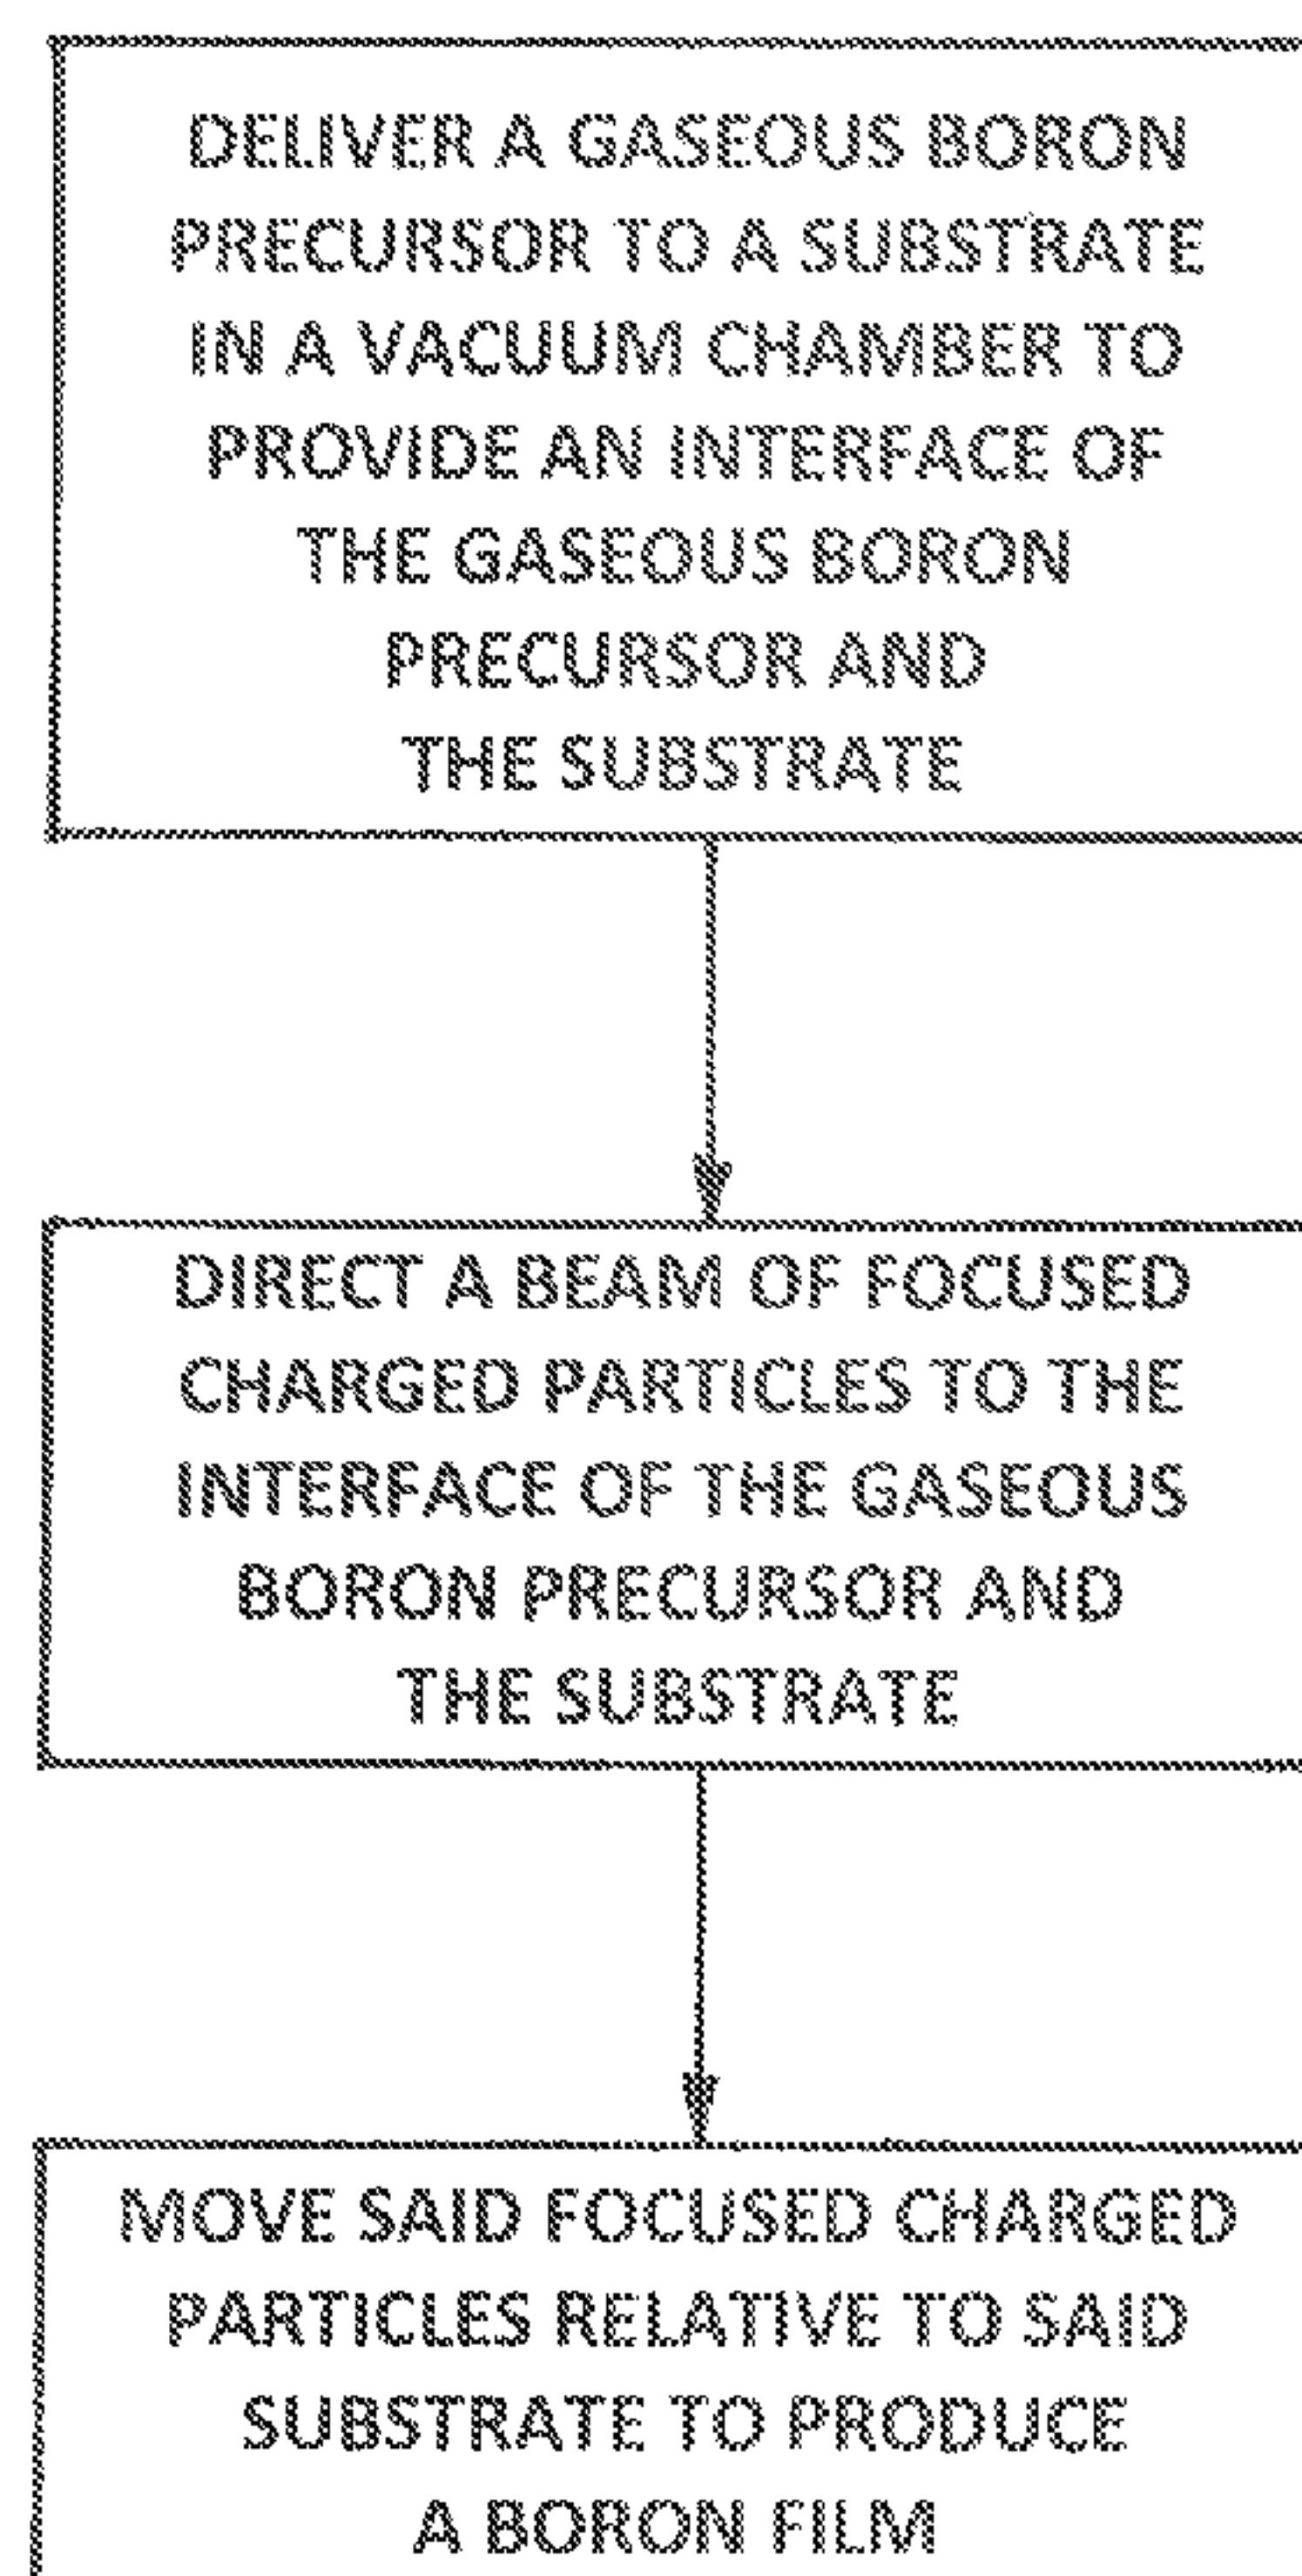 DELIVER A GASEOUS BORON
PRECURSOR TO A SUBSTRATE
IN A VACUUM CHAMBER TO
PROVIDE AN INTERFACE OF
THE GASEOUS BORON
PRECURSOR AND
THE SUBSTRATE
DIRECT A BEAM OF FOCUSED
CHARGED PARTICLES TO THE
INTERFACE OF THE GASEOUS
BORON PRECURSOR AND
THE SUBSTRATE
MOVE SAID FOCUSED CHARGED
PARTICLES RELATIVE TO SAID
SUBSTRATE TO PRODUCE
A BORON FILM